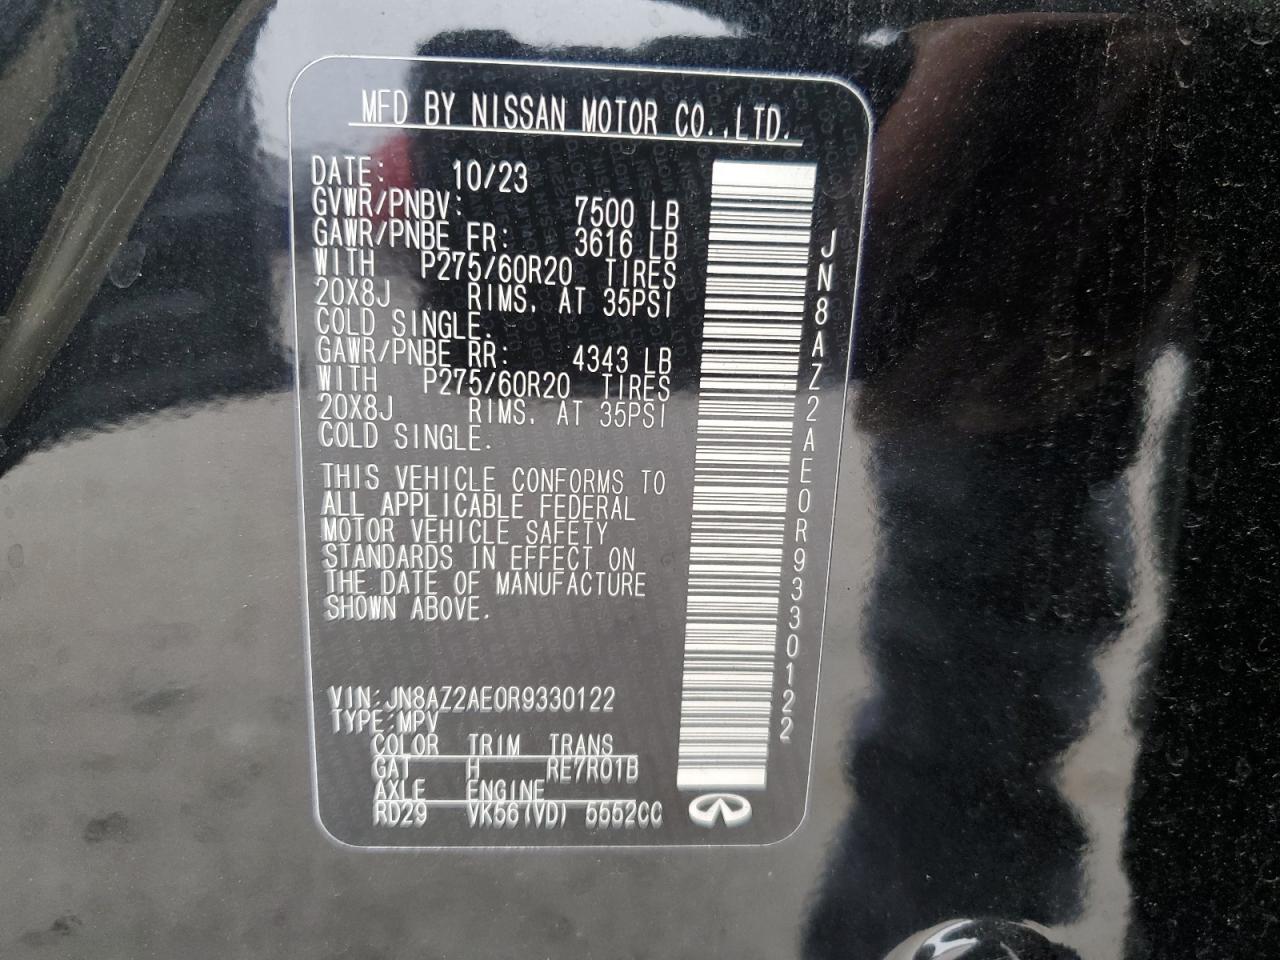 MFD BY NISSAN MOTOR CO.,LTD.
DATE: 10/23
GVWR/PNBV: 7500 LB
GAWR/PNBE FR: 3616 LB
WITH P275/60R20 TIRES
20X8J RIMS. AT 35PSI
COLD SINGLE.
GAWR/PNBE RR: 4343 LB
WITH P275/60R20 TIRES
20X8J RIMS. AT 35PSI
COLD SINGLE.
THIS VEHICLE CONFORMS TO
ALL APPLICABLE FEDERAL
MOTOR VEHICLE SAFETY
STANDARDS IN EFFECT ON
THE DATE OF MANUFACTURE
SHOWN ABOVE.
VIN:JN8AZ2AE0R9330122
TYPE:MPV
COLOR TRIM TRANS
GAT H RE7R01B
AXLE ENGINE
RD29 VK56(VD) 5552CC
JN8AZ2AE0R9330122